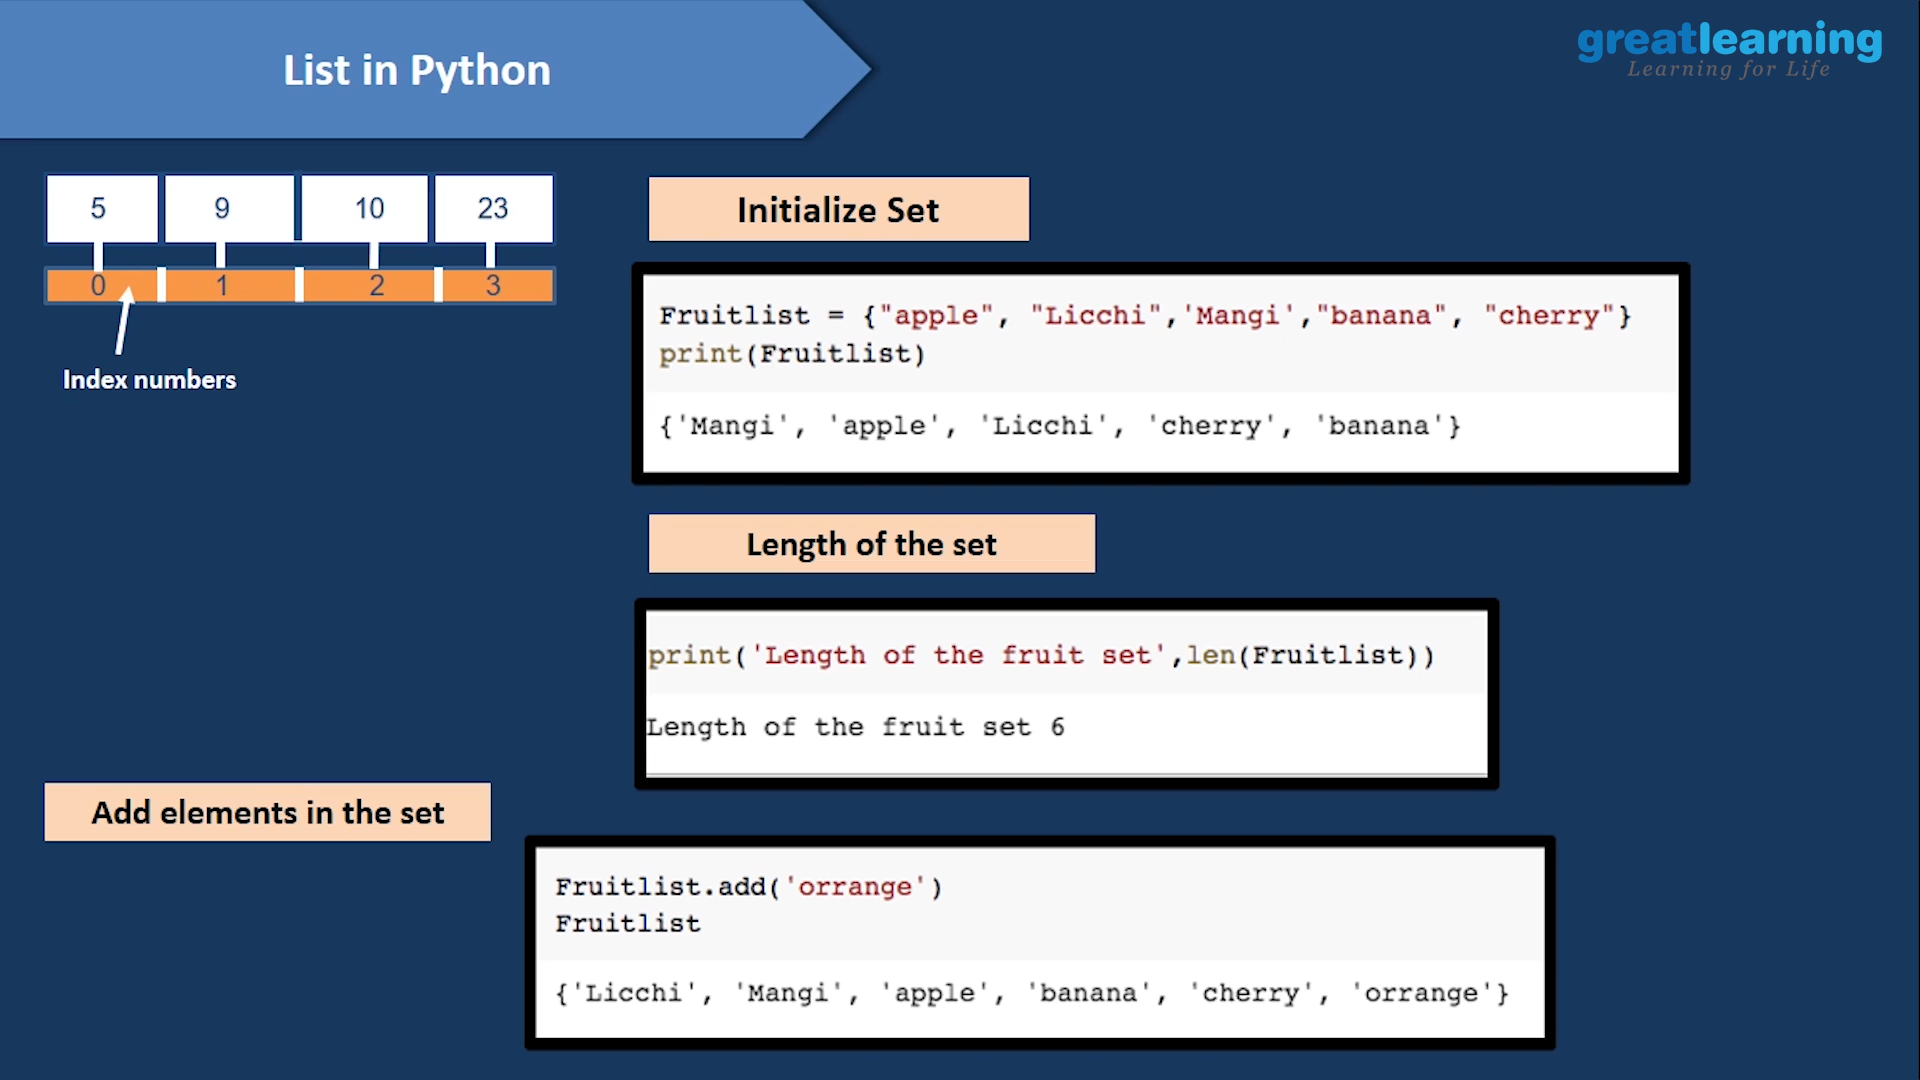 List in Python
greatlearning
Learning for Life
5 9 10 23
0 1 2 3
Index numbers
Initialize Set
Fruitlist = {"apple", "Licchi",'Mangi',"banana", "cherry"}
print(Fruitlist)
{'Mangi', 'apple', 'Licchi', 'cherry', 'banana'}
Length of the set
print('Length of the fruit set',len(Fruitlist))
Length of the fruit set 6
Add elements in the set
Fruitlist.add('orrange')
Fruitlist
{'Licchi', 'Mangi', 'apple', 'banana', 'cherry', 'orrange'}